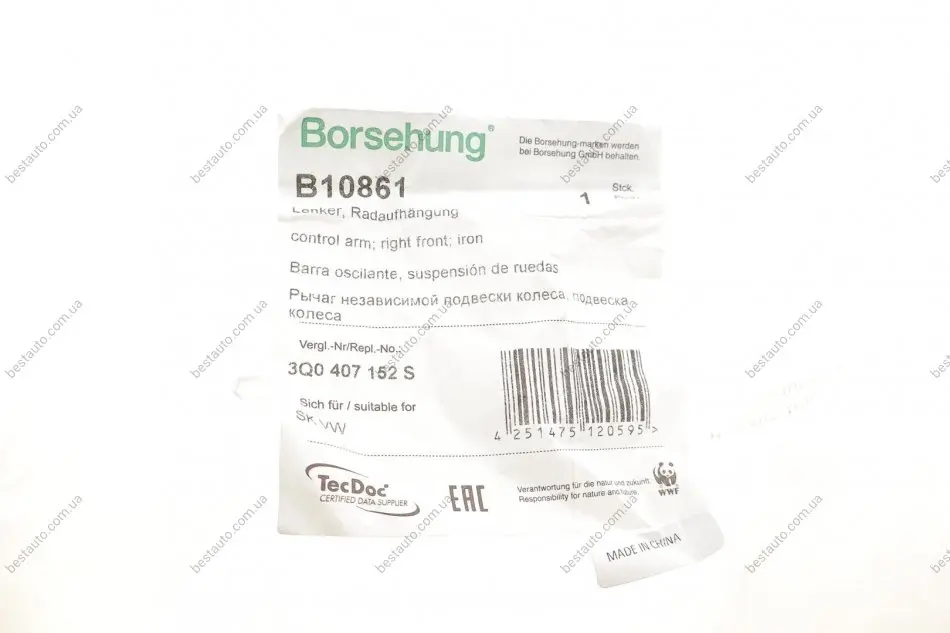 Borsehung®
Die Borsehung-marken werden
bei Borsehung GmbH behalten.
B10861
1
Stck.
Lenker, Radaufhängung
control arm; right front; iron
Barra oscilante, suspensión de ruedas
Рычаг независимой подвески колеса, подвеска
колеса
Vergl.-Nr/Repl.-No.:
3Q0 407 152 S
Sich für / suitable for
SK,VW
4 251475 120595 >
TecDoc
CERTIFIED DATA SUPPLIER
EAC
Verantwortung für die natur und zukunft.
Responsibility for nature and future.
WWF
MADE IN CHINA
bestauto.com.ua